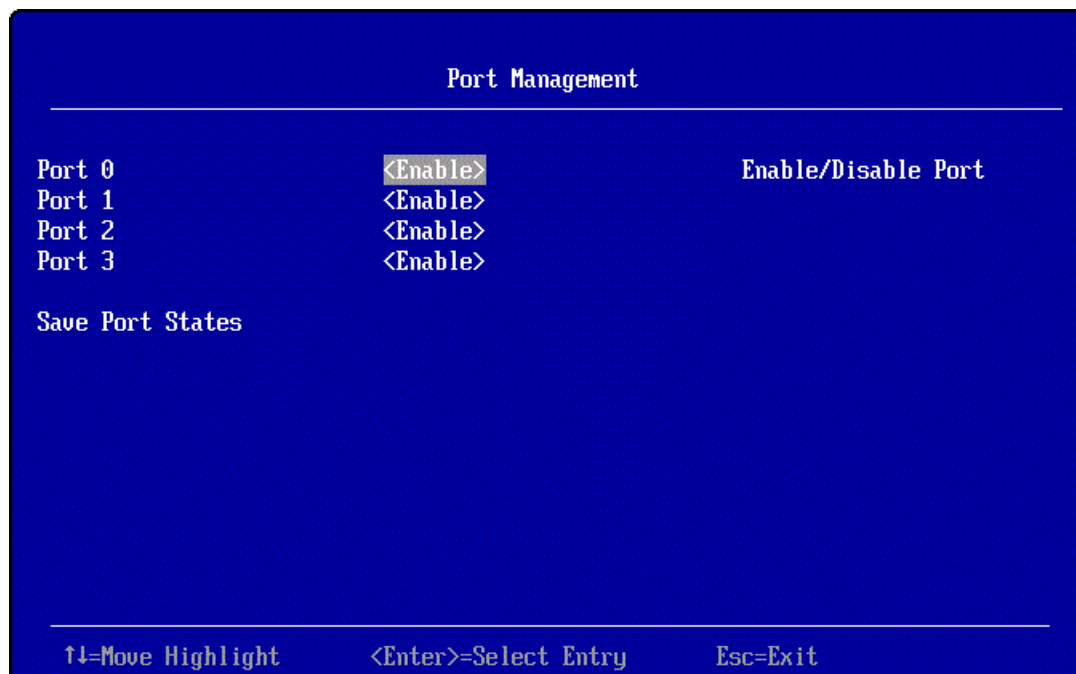 Port Management
Port 0 <Enable> Enable/Disable Port
Port 1 <Enable>
Port 2 <Enable>
Port 3 <Enable>
Save Port States
↑↓=Move Highlight <Enter>=Select Entry Esc=Exit